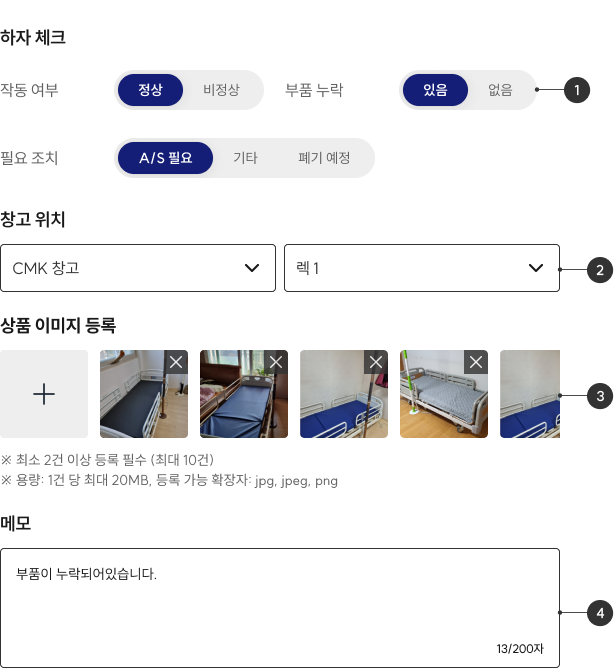 하자 체크
작동 여부 정상 비정상 부품 누락 있음 없음 1
필요 조치 A/S 필요 기타 폐기 예정
창고 위치
CMK 창고 렉 1 2
상품 이미지 등록
3
※ 최소 2건 이상 등록 필수 (최대 10건)
※ 용량: 1건 당 최대 20MB, 등록 가능 확장자: jpg, jpeg, png
메모
부품이 누락되어있습니다.
4
13/200자